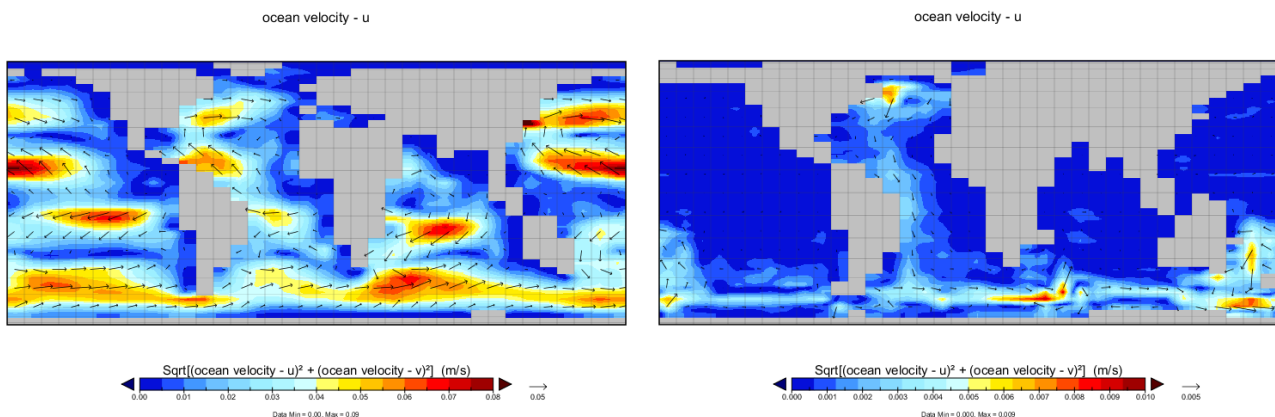 ocean velocity - u
Sqrt[(ocean velocity - u)² + (ocean velocity - v)²] (m/s)
0.00 0.01 0.02 0.03 0.04 0.05 0.06 0.07 0.08
0.05
Data Min = 0.00, Max = 0.09
ocean velocity - u
Sqrt[(ocean velocity - u)² + (ocean velocity - v)²] (m/s)
0.000 0.001 0.002 0.003 0.004 0.005 0.006 0.007 0.008 0.009 0.010
0.005
Data Min = 0.000, Max = 0.009